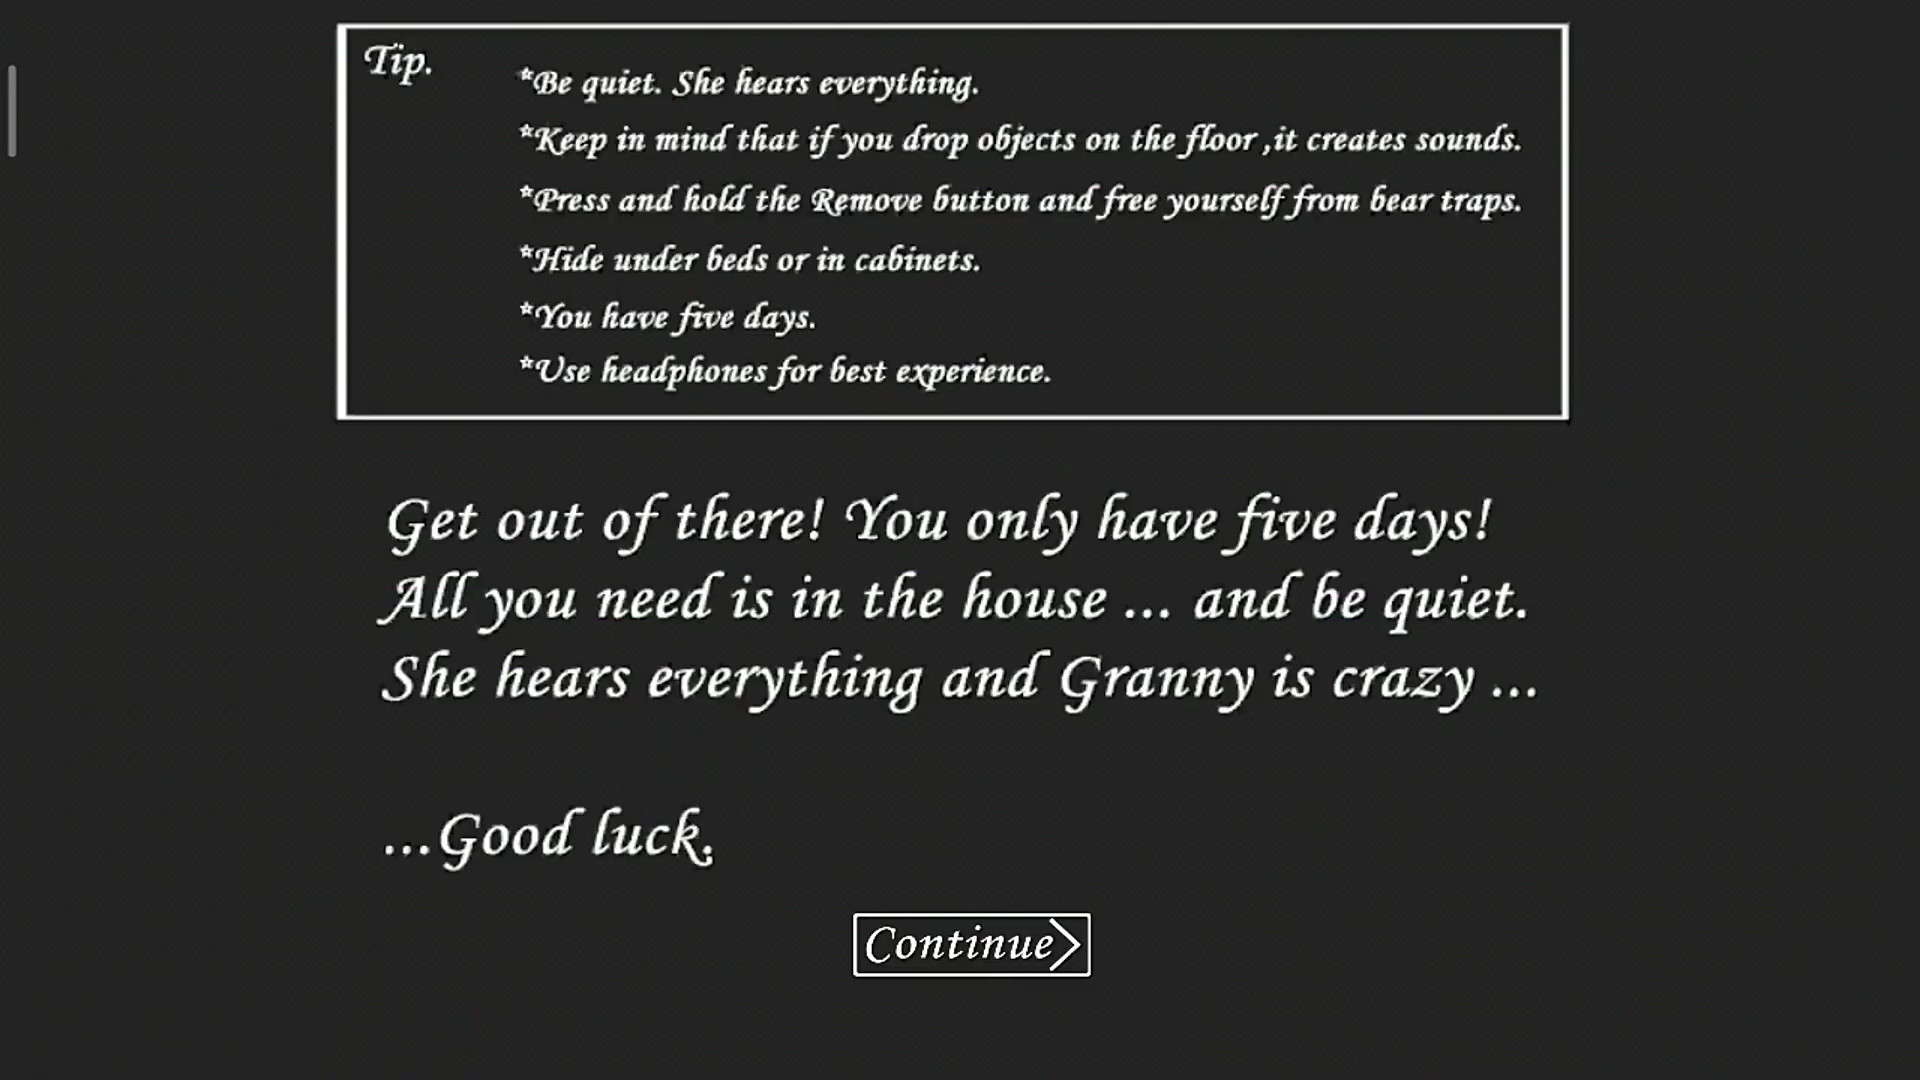 Tip.
*Be quiet. She hears everything.
*Keep in mind that if you drop objects on the floor ,it creates sounds.
*Press and hold the Remove button and free yourself from bear traps.
*Hide under beds or in cabinets.
*You have five days.
*Use headphones for best experience.
Get out of there! You only have five days!
All you need is in the house ... and be quiet.
She hears everything and Granny is crazy ...
...Good luck.
Continue>